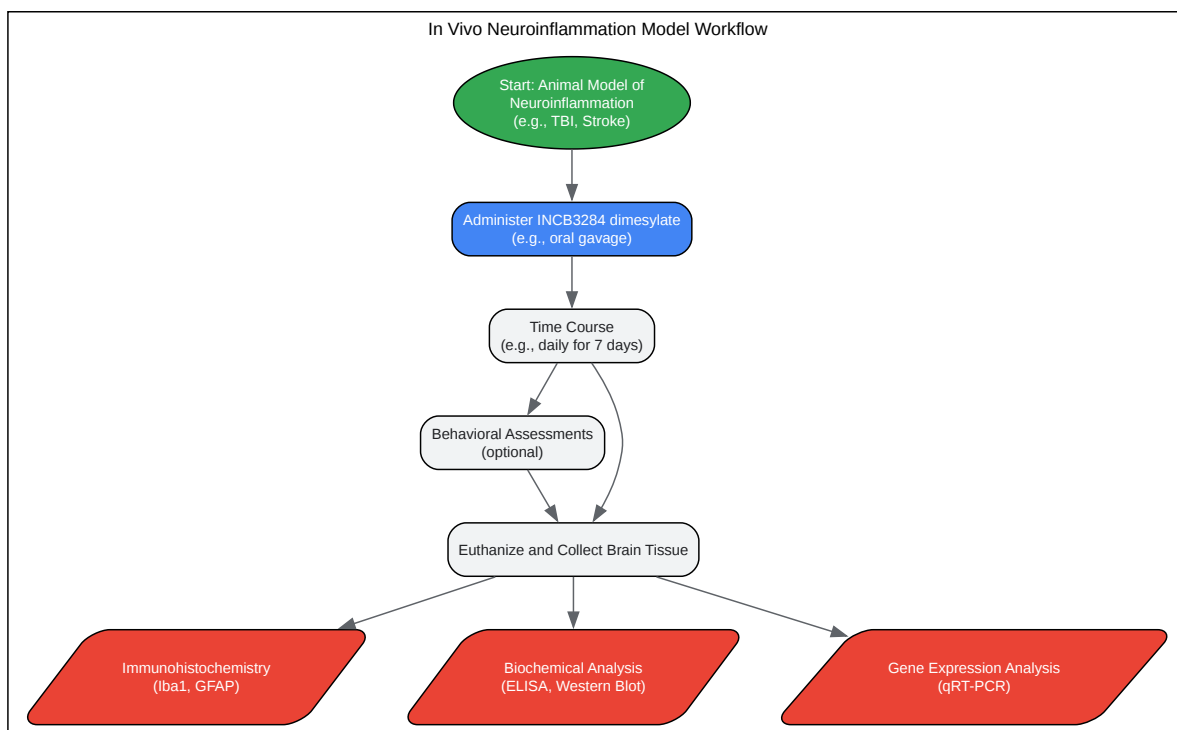 In Vivo Neuroinflammation Model Workflow
Start: Animal Model of
Neuroinflammation
(e.g., TBI, Stroke)
Administer INCB3284 dimesylate
(e.g., oral gavage)
Time Course
(e.g., daily for 7 days)
Behavioral Assessments
(optional)
Euthanize and Collect Brain Tissue
Immunohistochemistry
(Iba1, GFAP)
Biochemical Analysis
(ELISA, Western Blot)
Gene Expression Analysis
(qRT-PCR)